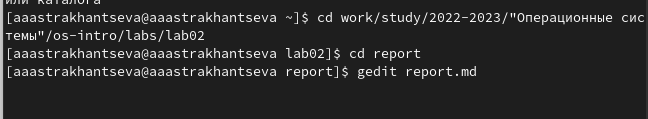 или каталога
[aaastrakhantseva@aaastrakhantseva ~]$ cd work/study/2022-2023/"Операционные сис
темы"/os-intro/labs/lab02
[aaastrakhantseva@aaastrakhantseva lab02]$ cd report
[aaastrakhantseva@aaastrakhantseva report]$ gedit report.md